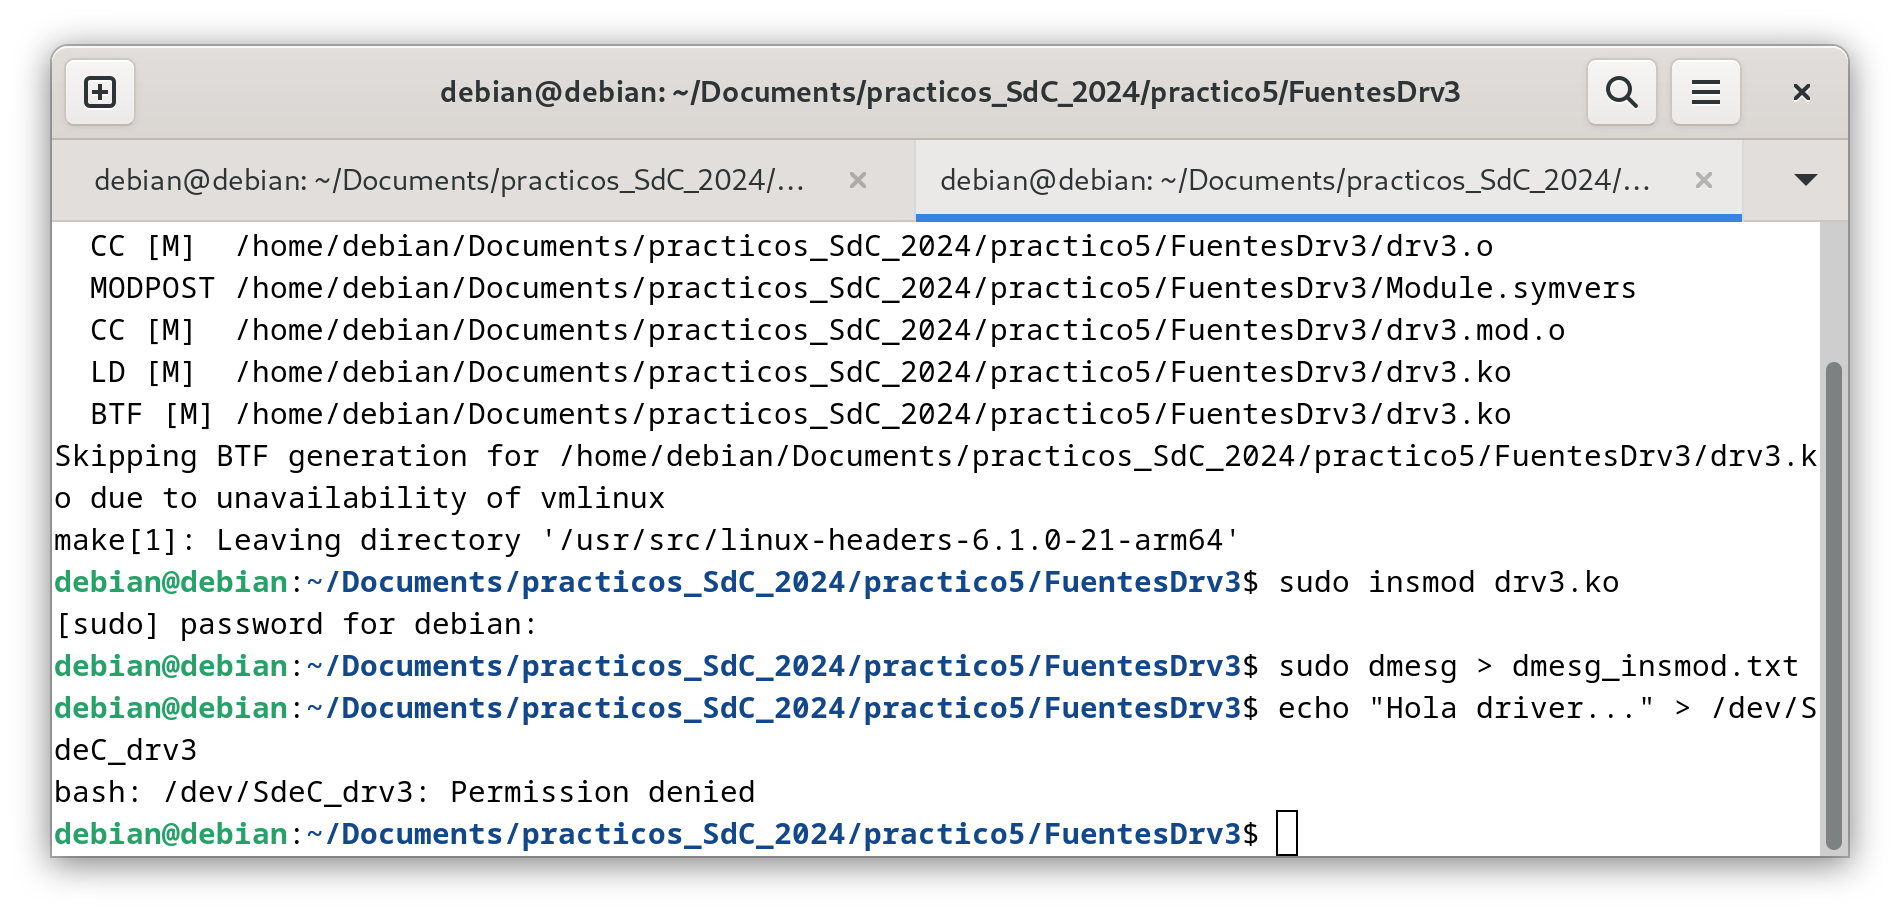 debian@debian: ~/Documents/practicos_SdC_2024/practico5/FuentesDrv3
debian@debian: ~/Documents/practicos_SdC_2024/...
debian@debian: ~/Documents/practicos_SdC_2024/...
  CC [M]  /home/debian/Documents/practicos_SdC_2024/practico5/FuentesDrv3/drv3.o
  MODPOST /home/debian/Documents/practicos_SdC_2024/practico5/FuentesDrv3/Module.symvers
  CC [M]  /home/debian/Documents/practicos_SdC_2024/practico5/FuentesDrv3/drv3.mod.o
  LD [M]  /home/debian/Documents/practicos_SdC_2024/practico5/FuentesDrv3/drv3.ko
  BTF [M] /home/debian/Documents/practicos_SdC_2024/practico5/FuentesDrv3/drv3.ko
Skipping BTF generation for /home/debian/Documents/practicos_SdC_2024/practico5/FuentesDrv3/drv3.k
o due to unavailability of vmlinux
make[1]: Leaving directory '/usr/src/linux-headers-6.1.0-21-arm64'
debian@debian:~/Documents/practicos_SdC_2024/practico5/FuentesDrv3$ sudo insmod drv3.ko
[sudo] password for debian:
debian@debian:~/Documents/practicos_SdC_2024/practico5/FuentesDrv3$ sudo dmesg > dmesg_insmod.txt
debian@debian:~/Documents/practicos_SdC_2024/practico5/FuentesDrv3$ echo "Hola driver..." > /dev/S
deC_drv3
bash: /dev/SdeC_drv3: Permission denied
debian@debian:~/Documents/practicos_SdC_2024/practico5/FuentesDrv3$